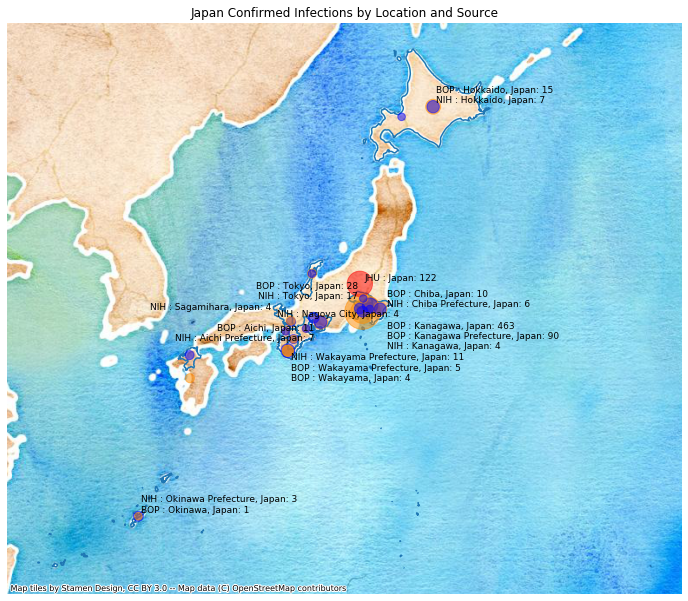 Japan Confirmed Infections by Location and Source
BOP : Hokkaido, Japan: 15
NIH : Hokkaido, Japan: 7
JHU : Japan: 122
BOP : Tokyo, Japan: 28
NIH : Tokyo, Japan: 17
BOP : Chiba, Japan: 10
NIH : Chiba Prefecture, Japan: 6
NIH : Sagamihara, Japan: 4
NIH : Nagoya City, Japan: 4
BOP : Aichi, Japan: 11
NIH : Aichi Prefecture, Japan: 7
BOP : Kanagawa, Japan: 463
BOP : Kanagawa Prefecture, Japan: 90
NIH : Kanagawa, Japan: 4
NIH : Wakayama Prefecture, Japan: 11
BOP : Wakayama Prefecture, Japan: 5
BOP : Wakayama, Japan: 4
NIH : Okinawa Prefecture, Japan: 3
BOP : Okinawa, Japan: 1
Map tiles by Stamen Design, CC BY 3.0 -- Map data (C) OpenStreetMap contributors